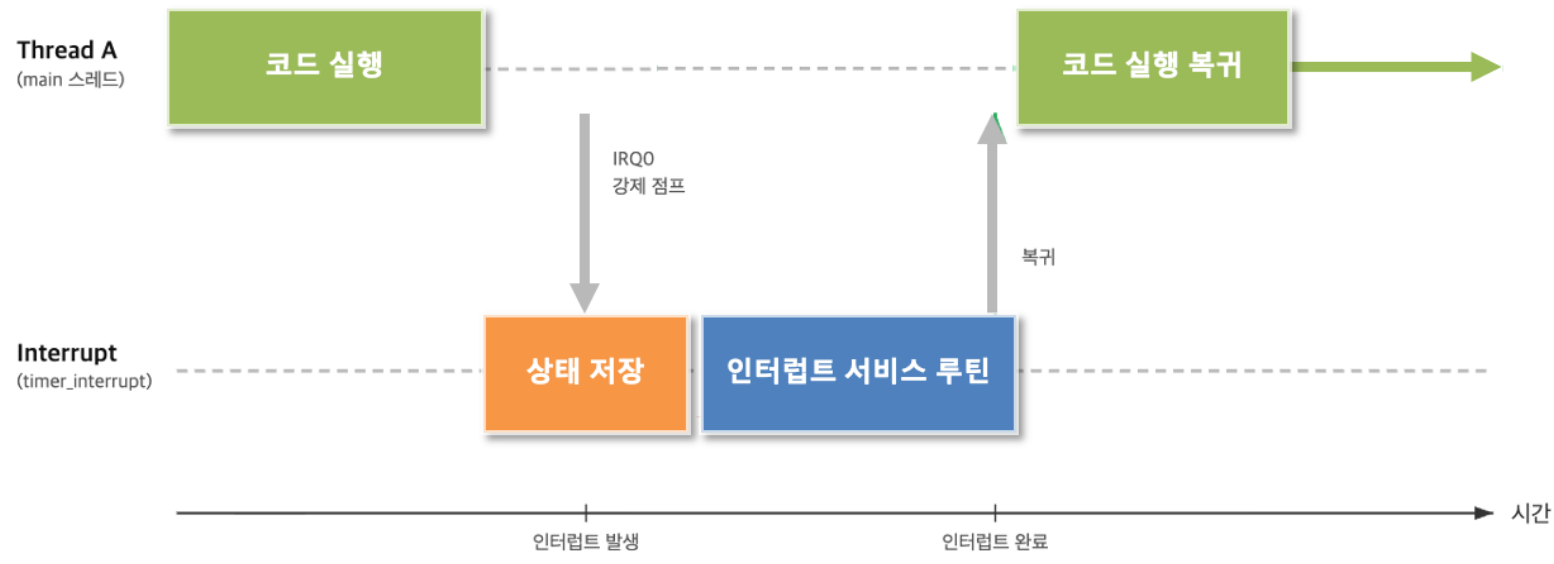 Thread A
(main 스레드)
코드 실행
코드 실행 복귀
IRQ0
강제 점프
복귀
Interrupt
(timer_interrupt)
상태 저장
인터럽트 서비스 루틴
시간
인터럽트 발생
인터럽트 완료